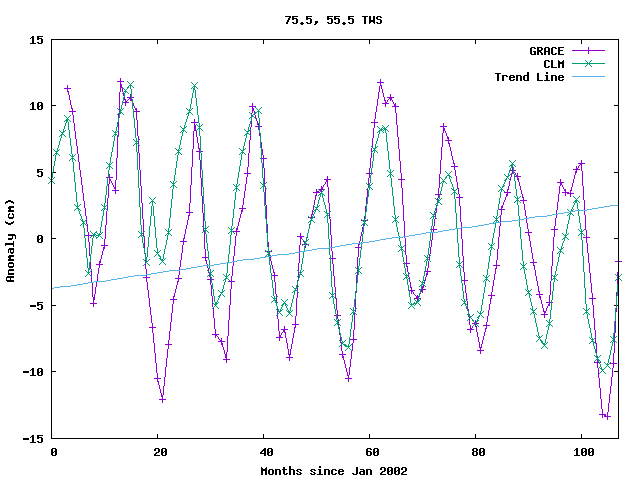 75.5, 55.5 TWS
GRACE
CLM
Trend Line
15
10
5
0
-5
-10
-15
Anomaly (cm)
0 20 40 60 80 100
Months since Jan 2002